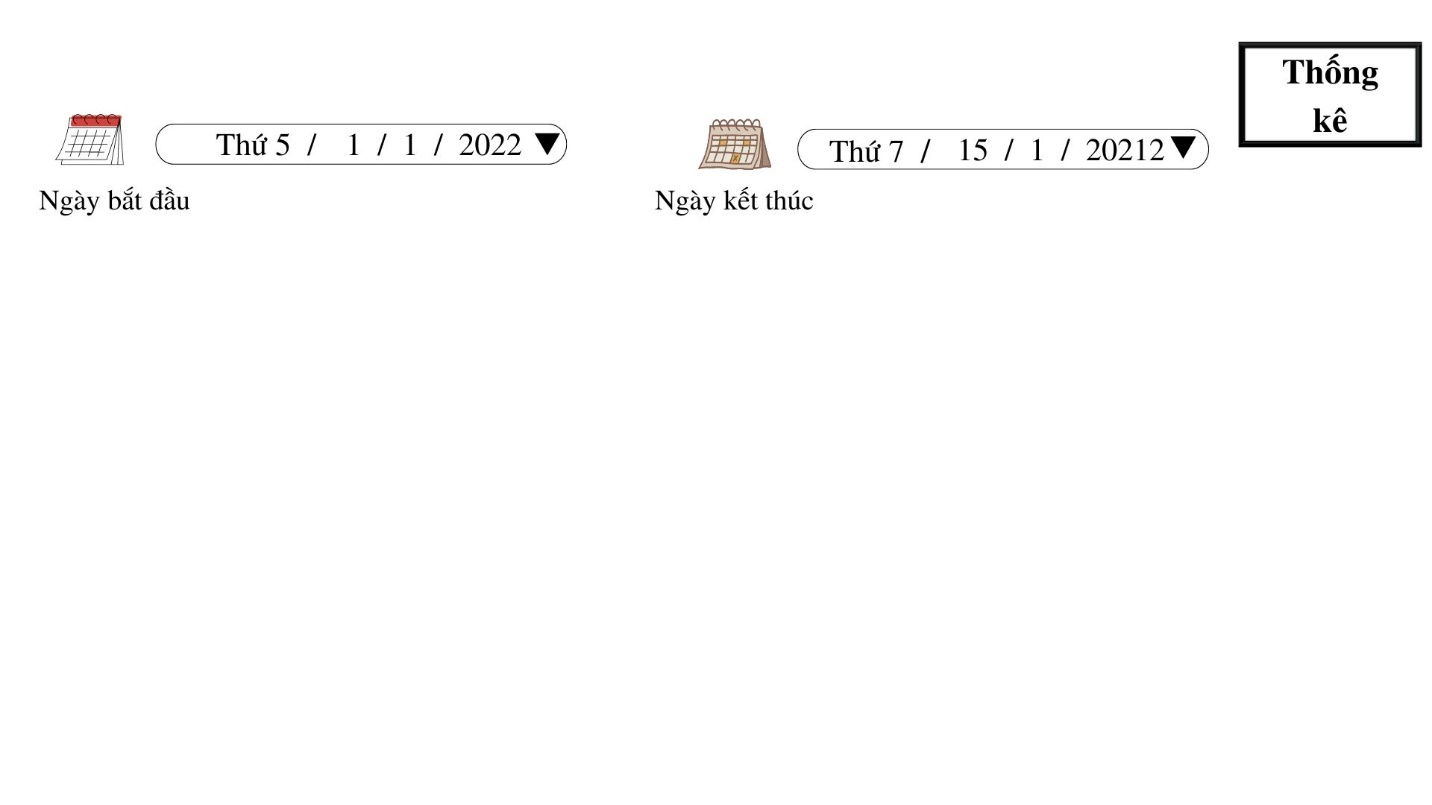 Thống
kê
Thứ 5 / 1 / 1 / 2022 ▼
Thứ 7 / 15 / 1 / 20212 ▼
Ngày bắt đầu
Ngày kết thúc